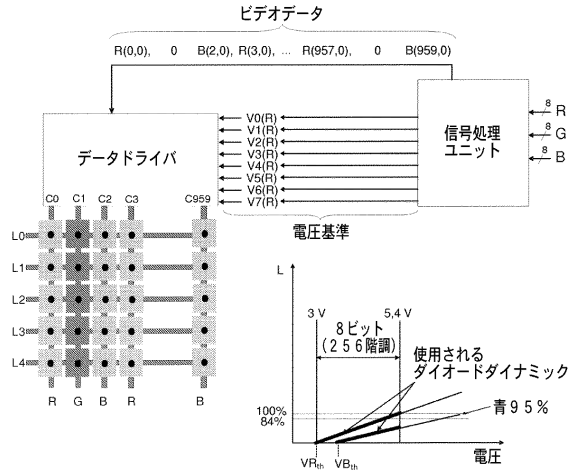 ビデオデータ
R(0,0), 0 B(2,0), R(3,0), ... R(957,0), 0 B(959,0)
データドライバ
V0(R)
V1(R)
V2(R)
V3(R)
V4(R)
V5(R)
V6(R)
V7(R)
電圧基準
信号処理
ユニット
8 R
8 G
8 B
C0 C1 C2 C3 C959
L0
L1
L2
L3
L4
R G B R B
L
3 V 5,4 V
8ビット
(256階調)
使用される
ダイオードダイナミック
100%
84%
青95%
電圧
VRth VBth